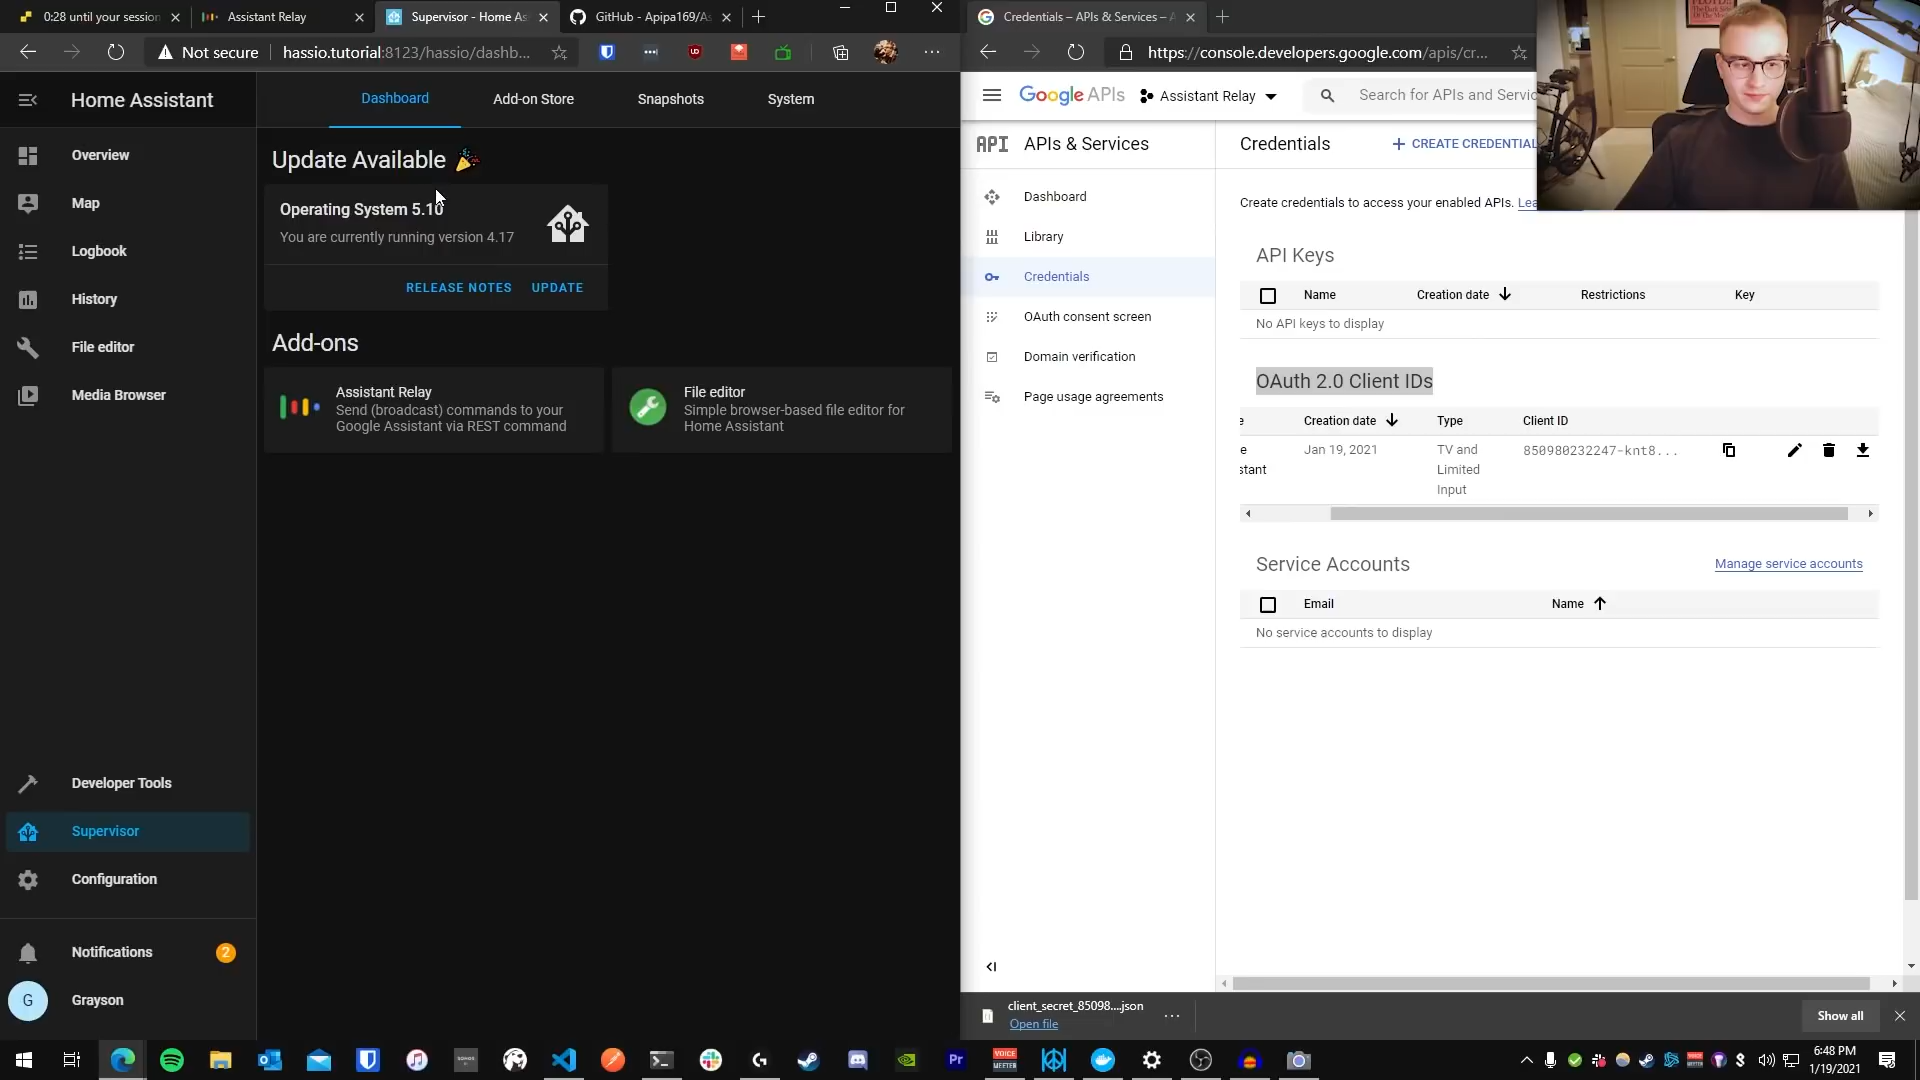 0:28 until your session
Assistant Relay
Supervisor - Home As
GitHub - Apipa169/As
Not secure
hassio.tutorial:8123/hassio/dashb...
Home Assistant
Dashboard
Add-on Store
Snapshots
System
Overview
Map
Logbook
History
File editor
Media Browser
Developer Tools
Supervisor
Configuration
Notifications
2
G
Grayson
Update Available
Operating System 5.10
You are currently running version 4.17
RELEASE NOTES
UPDATE
Add-ons
Assistant Relay
Send (broadcast) commands to your
Google Assistant via REST command
File editor
Simple browser-based file editor for
Home Assistant
Credentials – APIs & Services – A
https://console.developers.google.com/apis/cr...
Google APIs
Assistant Relay
Search for APIs and Servic
API
APIs & Services
Dashboard
Library
Credentials
OAuth consent screen
Domain verification
Page usage agreements
Credentials
+ CREATE CREDENTIAL
Create credentials to access your enabled APIs. Lea
API Keys
Name
Creation date
Restrictions
Key
No API keys to display
OAuth 2.0 Client IDs
e
Creation date
Type
Client ID
e
stant
Jan 19, 2021
TV and
Limited
Input
850980232247-knt8...
Service Accounts
Manage service accounts
Email
Name
No service accounts to display
client_secret_85098....json
Open file
Show all
Pr
VOICE
MEETER
6:48 PM
1/19/2021